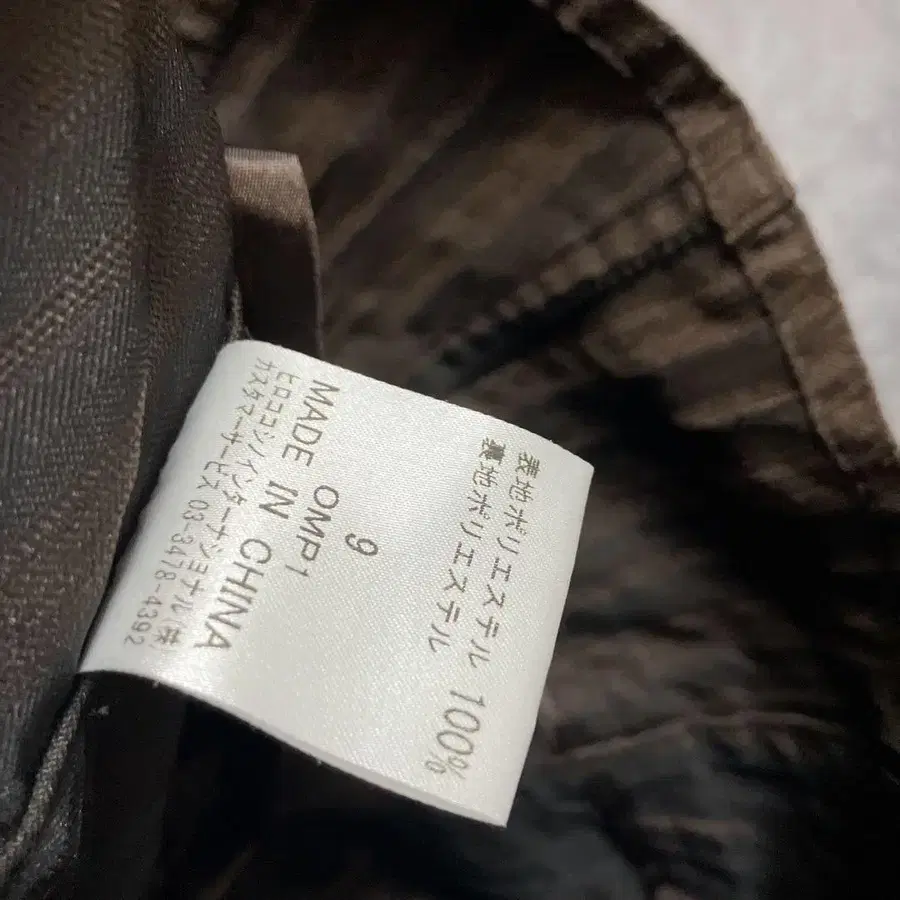 表地ポリエステル 100%
裏地ポリエステル
9
OMP1
MADE IN CHINA
ヒロココシノインターナショナル(株)
カスタマーサービス 03-3478-4392